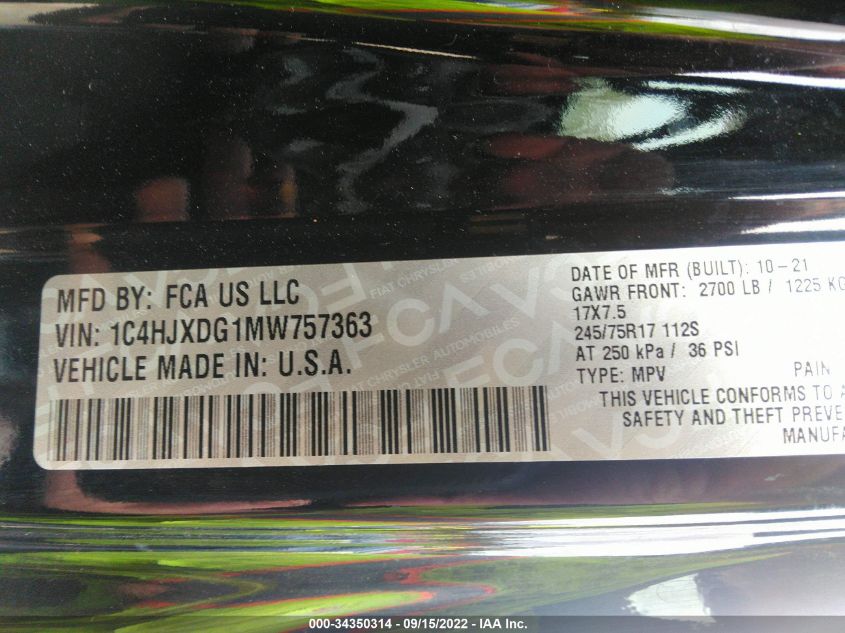 MFD BY: FCA US LLC
VIN: 1C4HJXDG1MW757363
VEHICLE MADE IN: U.S.A.
DATE OF MFR (BUILT): 10-21
GAWR FRONT: 2700 LB / 1225 KG
17X7.5
245/75R17 112S
AT 250 kPa / 36 PSI
TYPE: MPV PAIN
THIS VEHICLE CONFORMS TO A
SAFETY AND THEFT PREVE
MANUFA
000-34350314 - 09/15/2022 - IAA Inc.